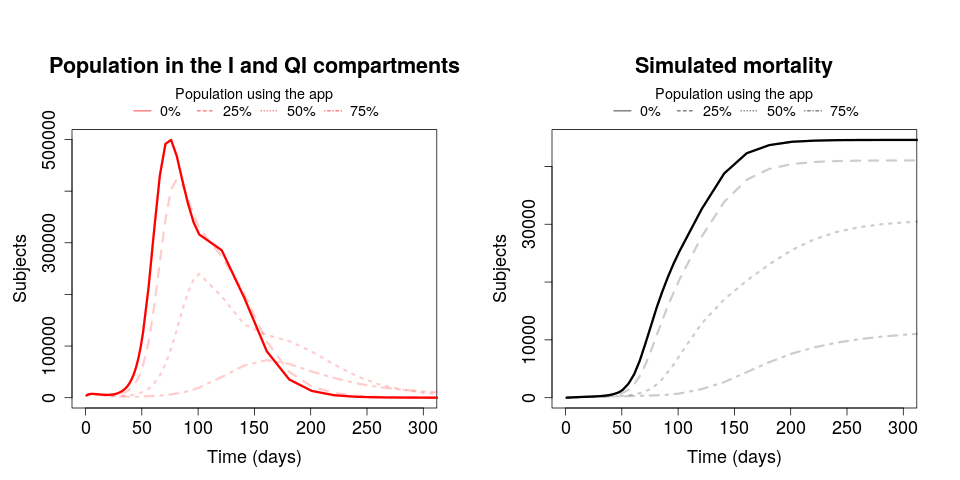 Population in the I and QI compartments
Population using the app
0% 25% 50% 75%
Subjects
0 100000 300000 500000
0 50 100 150 200 250 300
Time (days)
Simulated mortality
Population using the app
0% 25% 50% 75%
Subjects
0 10000 30000
0 50 100 150 200 250 300
Time (days)